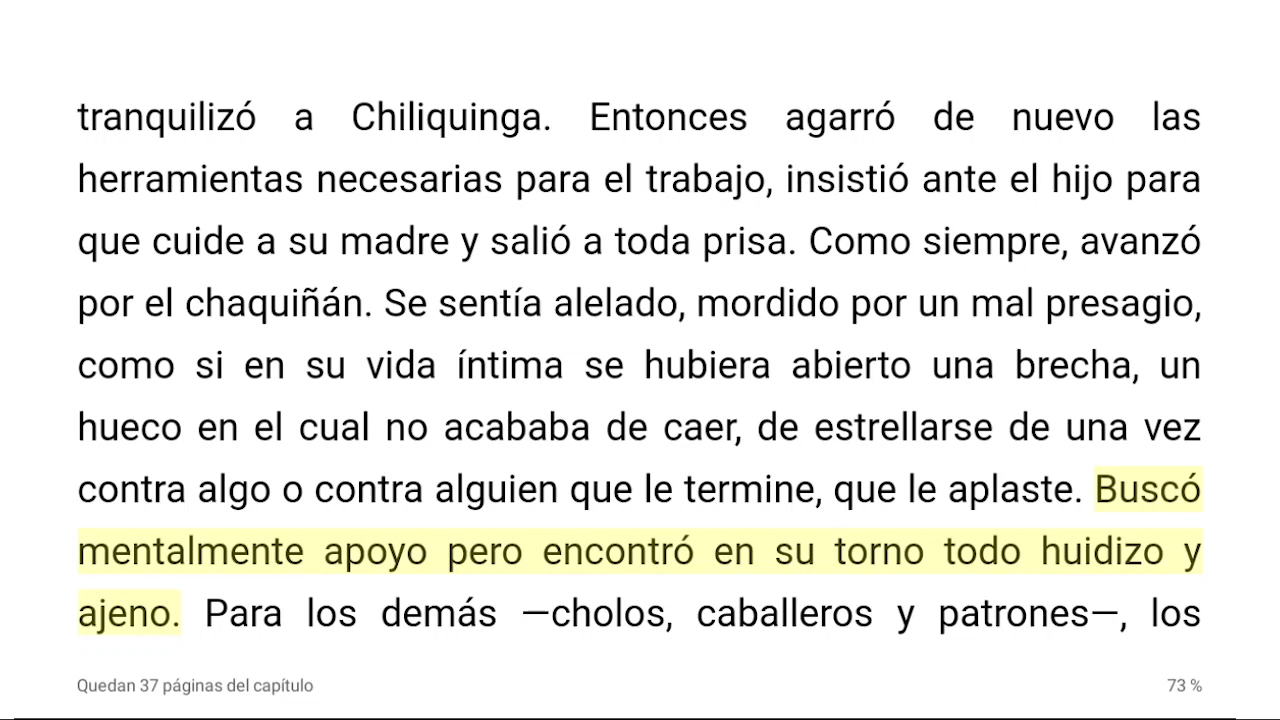 tranquilizó a Chiliquinga. Entonces agarró de nuevo las
herramientas necesarias para el trabajo, insistió ante el hijo para
que cuide a su madre y salió a toda prisa. Como siempre, avanzó
por el chaquiñán. Se sentía alelado, mordido por un mal presagio,
como si en su vida íntima se hubiera abierto una brecha, un
hueco en el cual no acababa de caer, de estrellarse de una vez
contra algo o contra alguien que le termine, que le aplaste. Buscó
mentalmente apoyo pero encontró en su torno todo huidizo y
ajeno. Para los demás —cholos, caballeros y patrones—, los
Quedan 37 páginas del capítulo 73 %